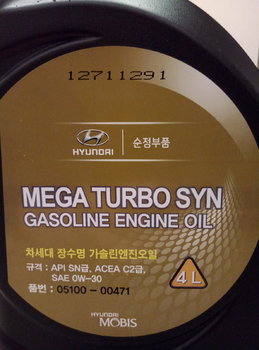 12711291
HYUNDAI
순정부품
MEGA TURBO SYN
GASOLINE ENGINE OIL
차세대 장수명 가솔린엔진오일
규격 : API SN급, ACEA C2급,
SAE 0W-30
품번 : 05100 - 00471
4 L
HYUNDAI
MOBIS